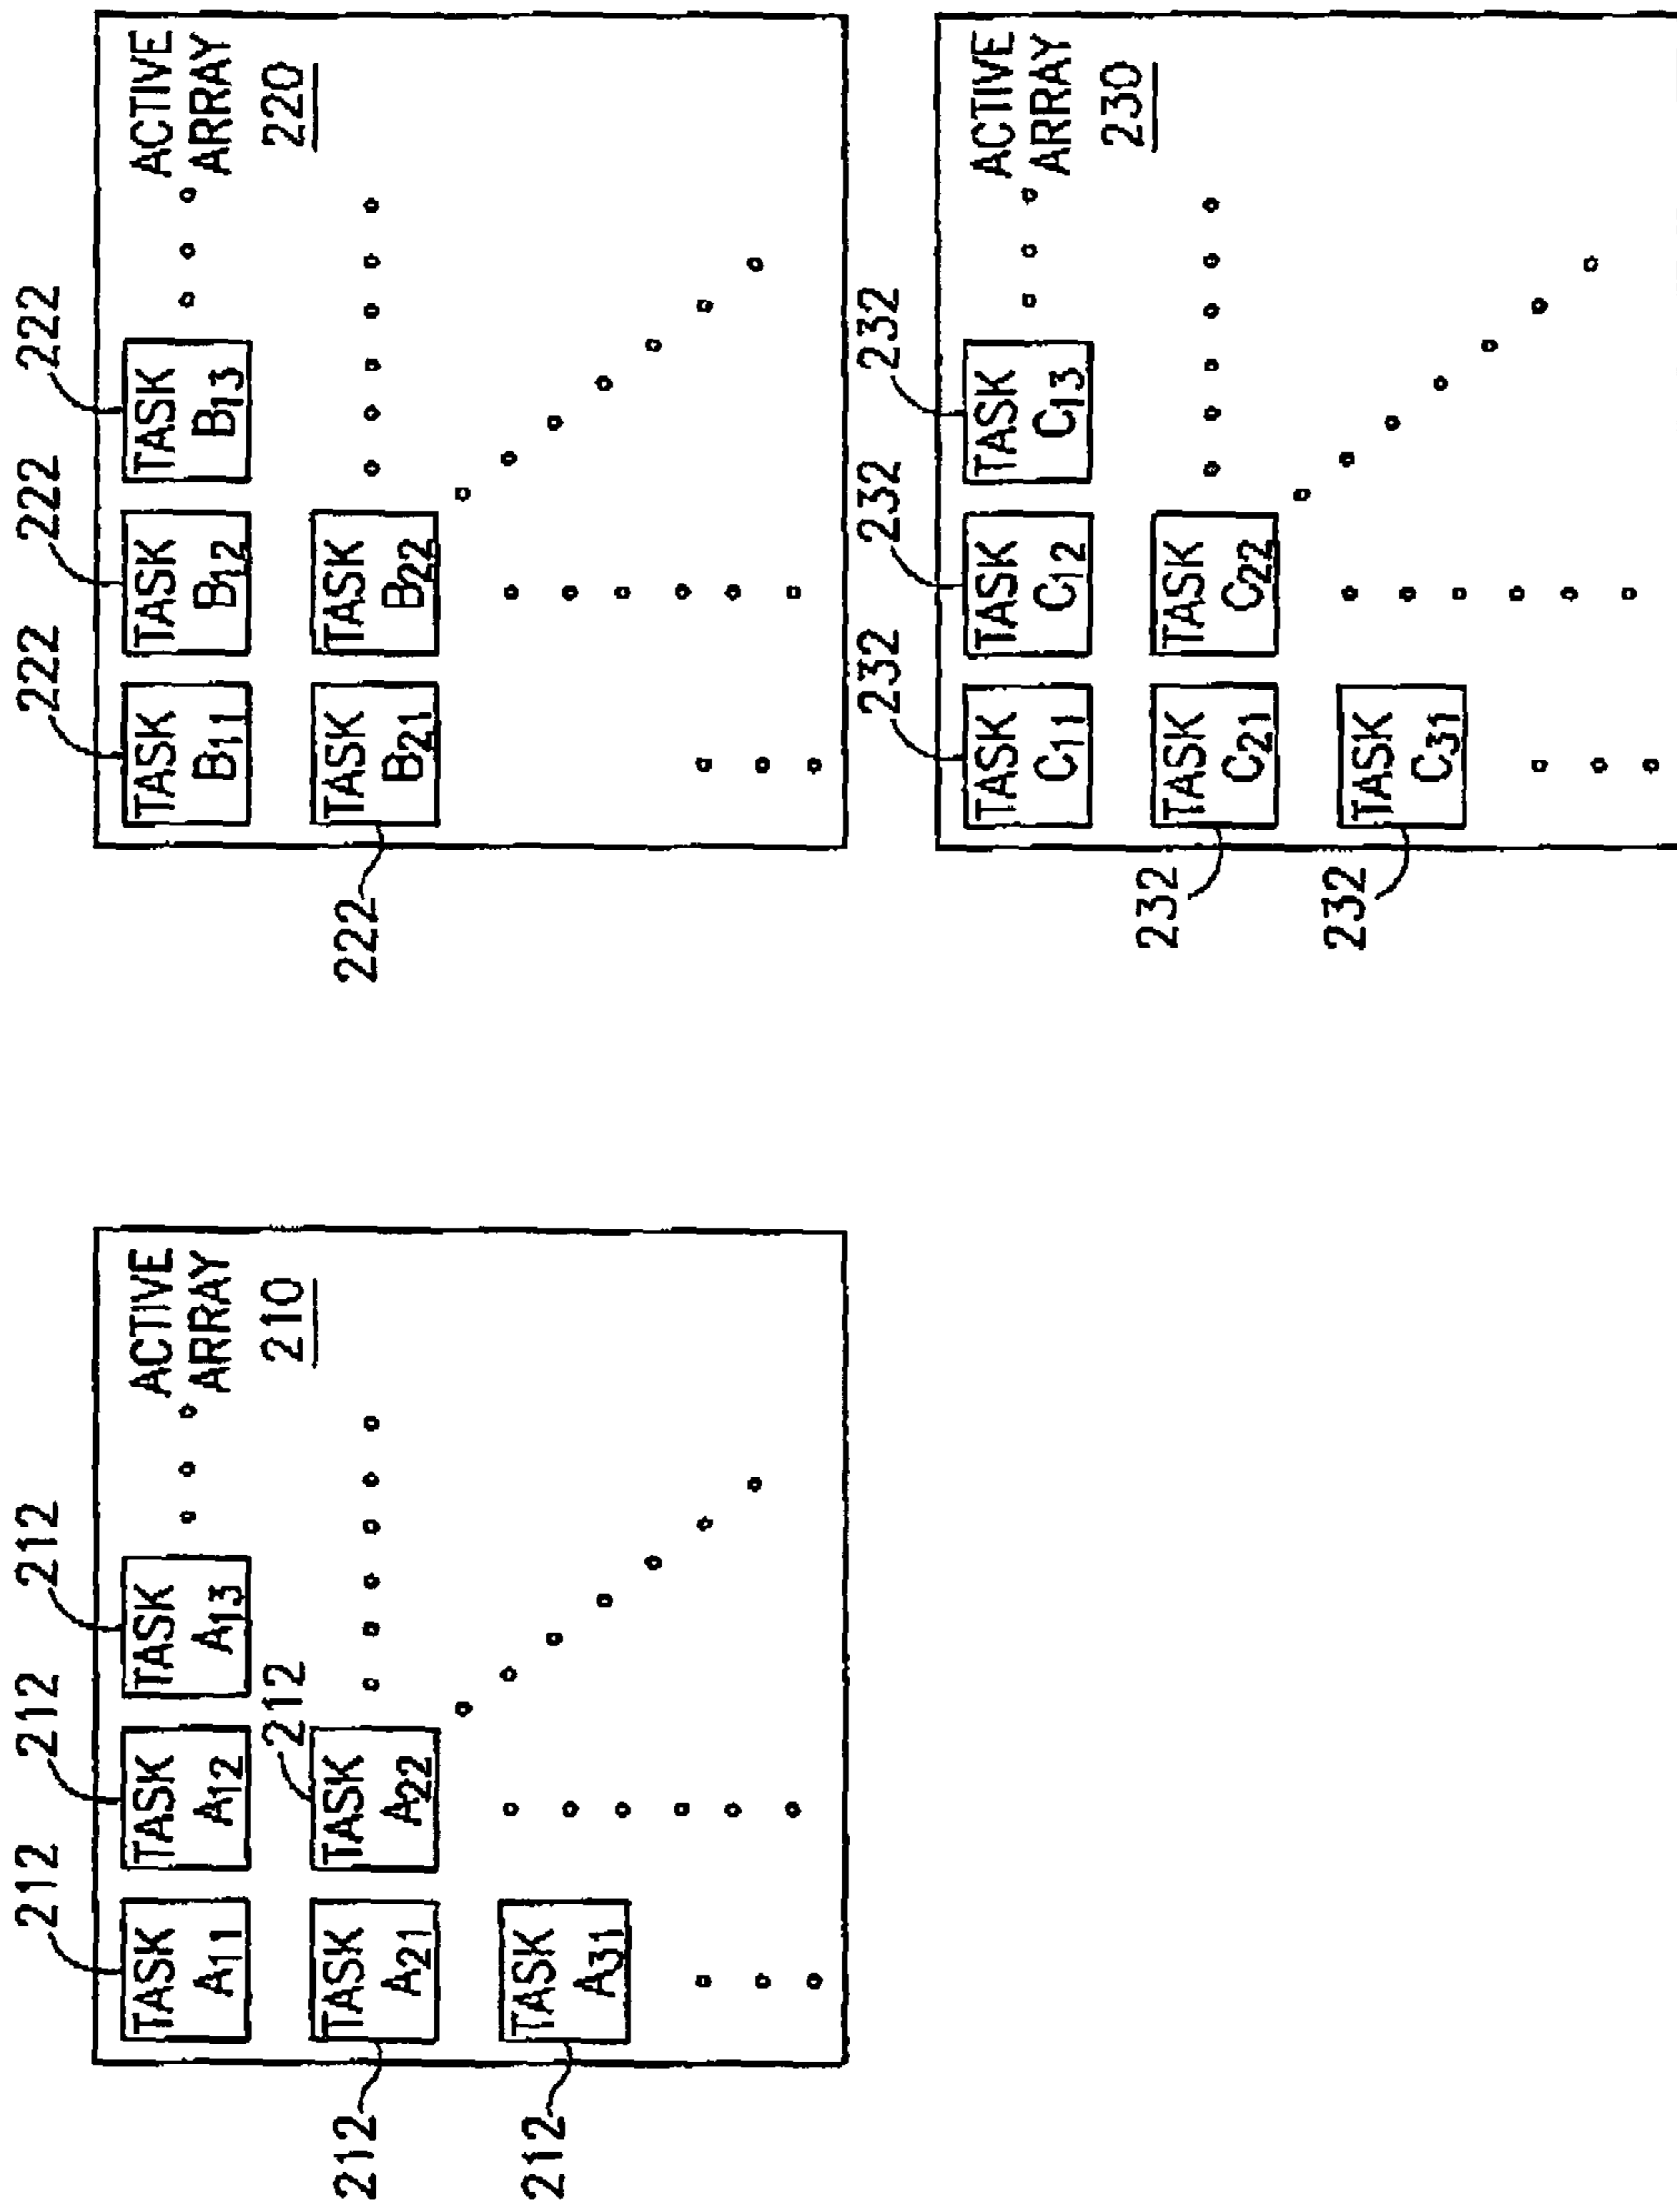 212 212 212
TASK A11
TASK A12
TASK A13
ACTIVE
ARRAY
210
212
212
TASK A21
TASK A22
212
TASK A31
222 222 222
TASK B11
TASK B12
TASK B13
ACTIVE
ARRAY
220
222
TASK B21
TASK B22
232 232 232
TASK C11
TASK C12
TASK C13
ACTIVE
ARRAY
230
232
TASK C21
TASK C22
232
TASK C31